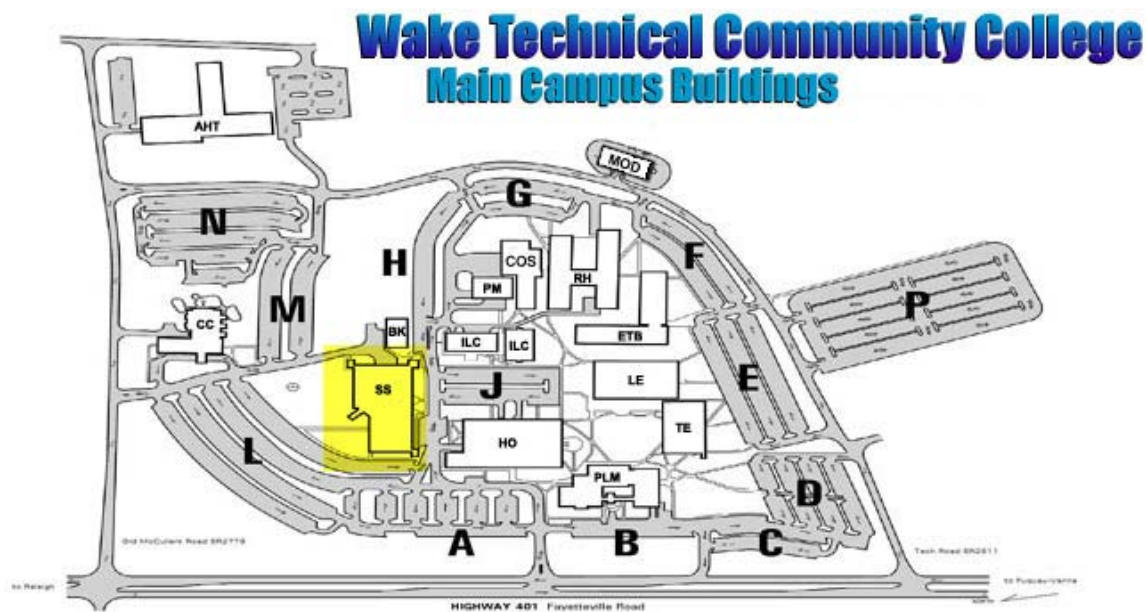 Wake Technical Community College
Main Campus Buildings
AHT
MOD
G
N
COS
F
H
RH
PM
P
M
CC
BK
ILC
ILC
ETB
SS
J
LE
E
TE
HO
L
PLM
D
A
B
C
Old McCullers Road SR2779
Tech Road SR2811
to Raleigh
to Fuquay-Varina
HIGHWAY 401 Fayetteville Road